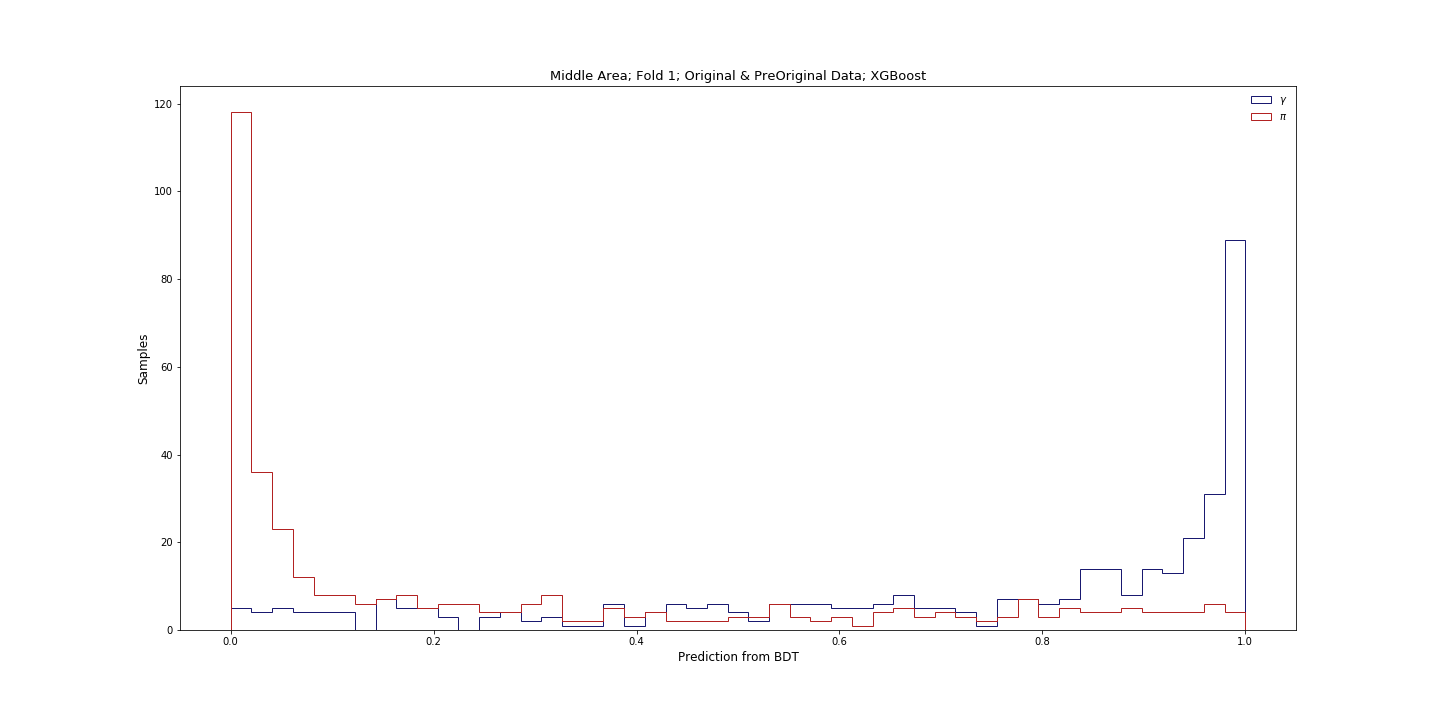 Middle Area; Fold 1; Original & PreOriginal Data; XGBoost
γ
π
120
100
80
60
40
20
0
Samples
0.0 0.2 0.4 0.6 0.8 1.0
Prediction from BDT